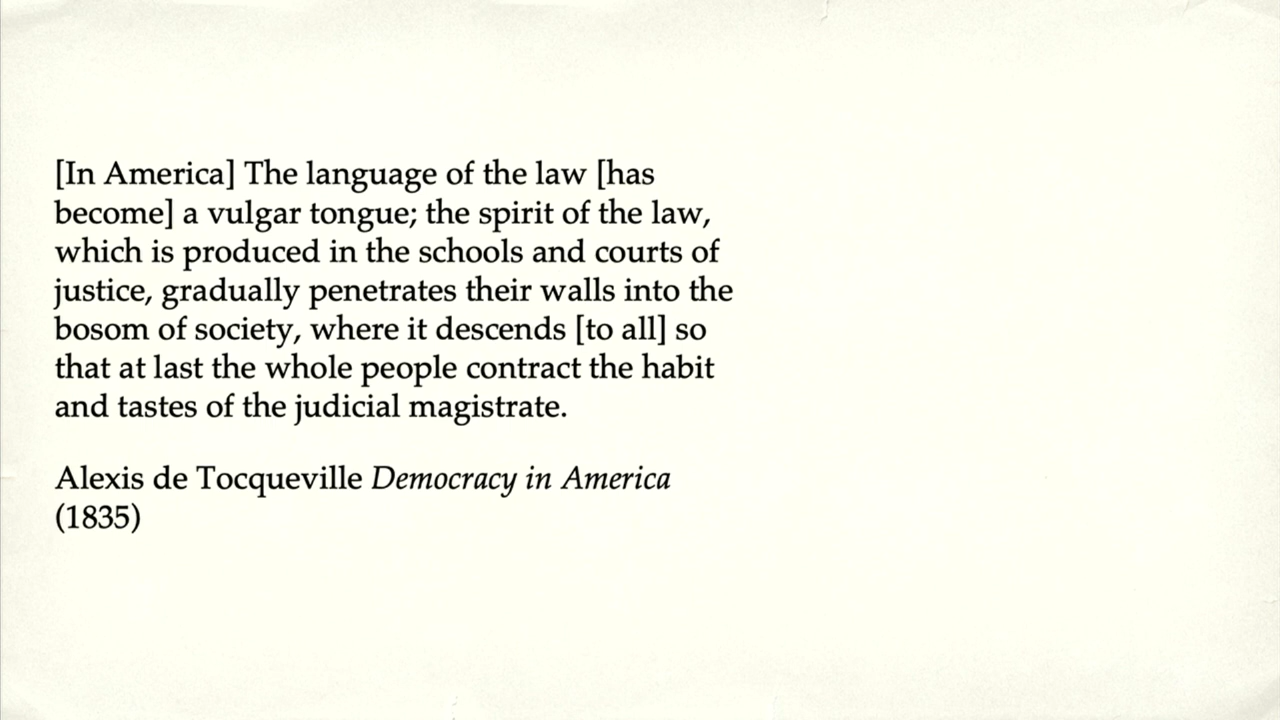 [In America] The language of the law [has
become] a vulgar tongue; the spirit of the law,
which is produced in the schools and courts of
justice, gradually penetrates their walls into the
bosom of society, where it descends [to all] so
that at last the whole people contract the habit
and tastes of the judicial magistrate.
Alexis de Tocqueville Democracy in America
(1835)